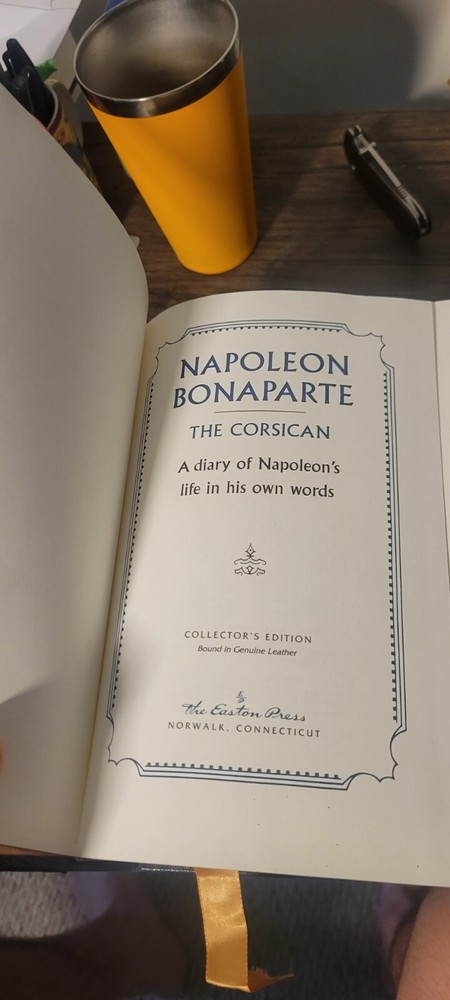 NAPOLEON
BONAPARTE
THE CORSICAN
A diary of Napoleon's
life in his own words
COLLECTOR'S EDITION
Bound in Genuine Leather
The Easton Press
NORWALK, CONNECTICUT